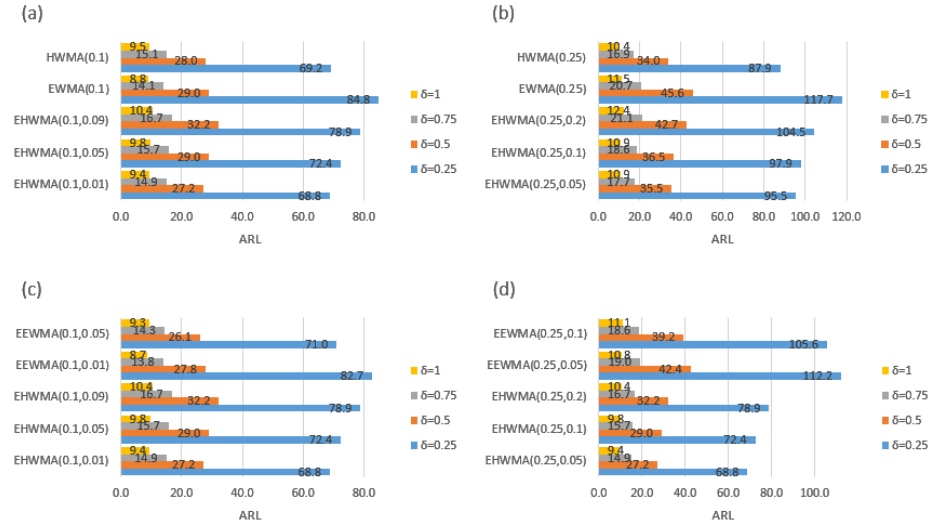 (a)
HWMA(0.1) 9.5 15.1 28.0 69.2
EWMA(0.1) 8.8 14.1 29.0 84.8
EHWMA(0.1,0.09) 10.4 16.7 32.2 78.9
EHWMA(0.1,0.05) 9.8 15.7 29.0 72.4
EHWMA(0.1,0.01) 9.4 14.9 27.2 68.8
0.0 20.0 40.0 60.0 80.0
ARL
δ=1
δ=0.75
δ=0.5
δ=0.25
(b)
HWMA(0.25) 10.4 16.9 34.0 87.9
EWMA(0.25) 11.5 20.7 45.6 117.7
EHWMA(0.25,0.2) 12.4 21.1 42.7 104.5
EHWMA(0.25,0.1) 10.9 18.6 36.5 97.9
EHWMA(0.25,0.05) 10.9 17.7 35.5 95.5
0.0 20.0 40.0 60.0 80.0 100.0 120.0
ARL
δ=1
δ=0.75
δ=0.5
δ=0.25
(c)
EEWMA(0.1,0.05) 9.3 14.3 26.1 71.0
EEWMA(0.1,0.01) 8.7 13.8 27.8 82.7
EHWMA(0.1,0.09) 10.4 16.7 32.2 78.9
EHWMA(0.1,0.05) 9.8 15.7 29.0 72.4
EHWMA(0.1,0.01) 9.4 14.9 27.2 68.8
0.0 20.0 40.0 60.0 80.0
ARL
δ=1
δ=0.75
δ=0.5
δ=0.25
(d)
EEWMA(0.25,0.1) 11.1 18.6 39.2 105.6
EEWMA(0.25,0.05) 10.8 19.0 42.4 112.2
EHWMA(0.25,0.2) 10.4 16.7 32.2 78.9
EHWMA(0.25,0.1) 9.8 15.7 29.0 72.4
EHWMA(0.25,0.05) 9.4 14.9 27.2 68.8
0.0 20.0 40.0 60.0 80.0 100.0
ARL
δ=1
δ=0.75
δ=0.5
δ=0.25